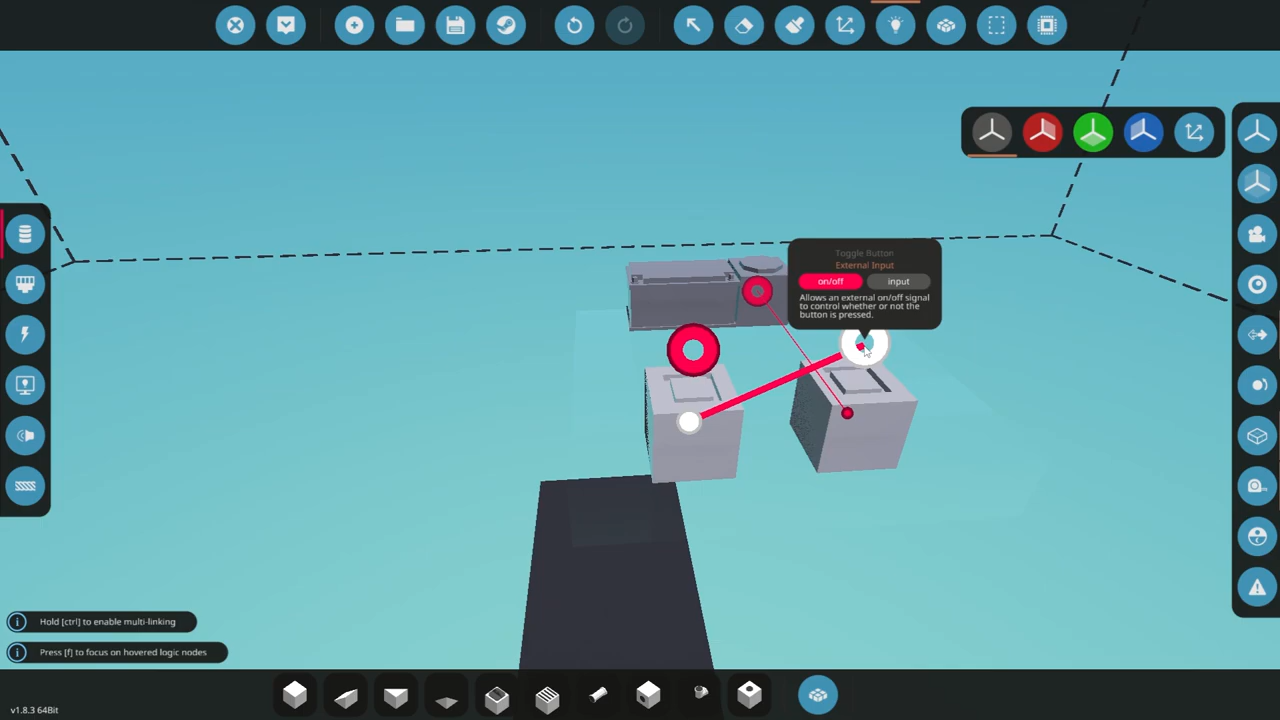 Toggle Button
External Input
on/off
input
Allows an external on/off signal
to control whether or not the
button is pressed.
Hold [ctrl] to enable multi-linking
Press [f] to focus on hovered logic nodes
v1.8.3 64Bit